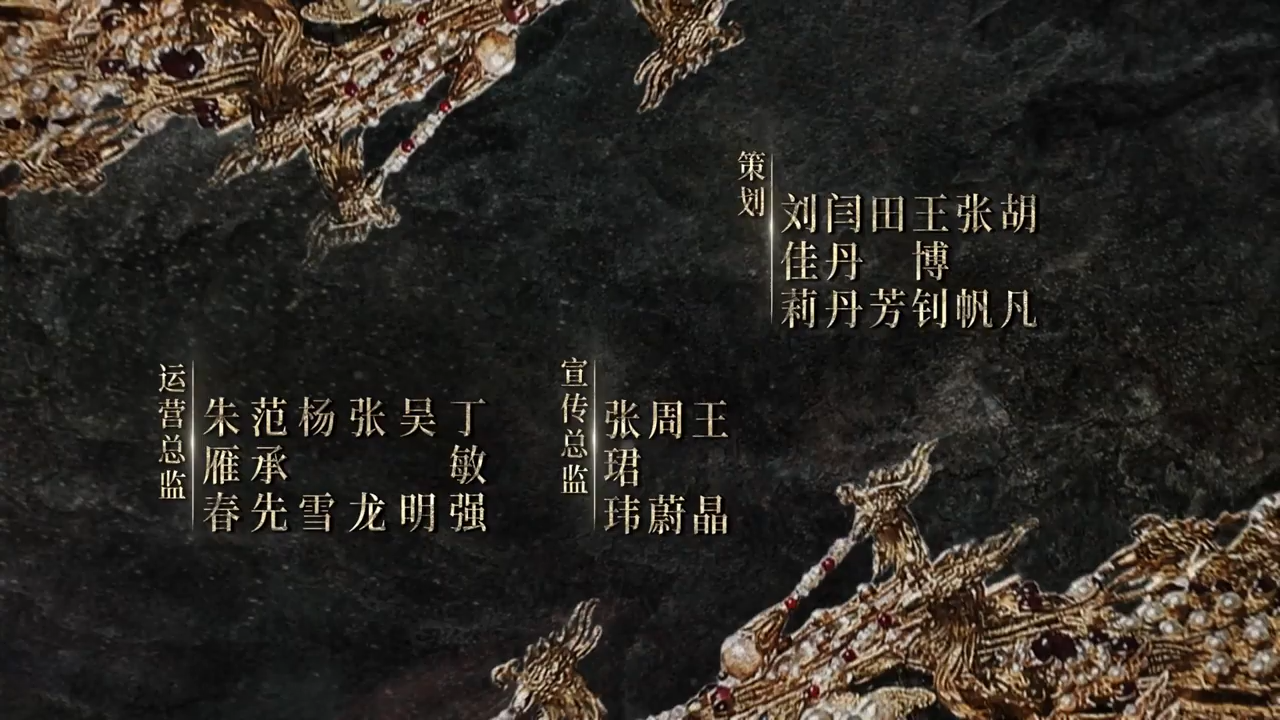 策划
刘佳莉
闫丹丹
田芳
王博钊
张帆
胡凡
运营总监
朱雁春
范承先
杨雪
张龙
吴明
丁敏强
宣传总监
张珺玮
周蔚
王晶